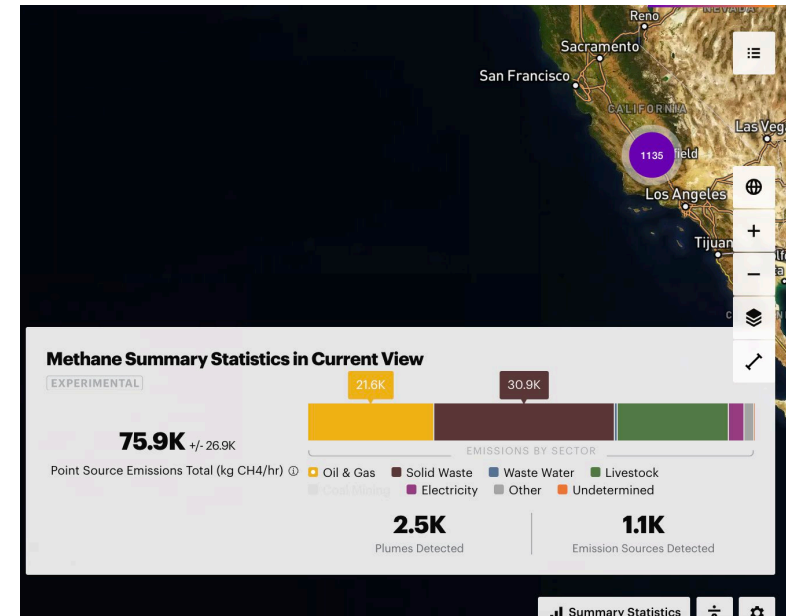 NEVADA
Reno
Sacramento
San Francisco
CALIFORNIA
Las Veg
1135
field
Los Angeles
Tijuan
Methane Summary Statistics in Current View
EXPERIMENTAL
21.6K
30.9K
75.9K +/- 26.9K
EMISSIONS BY SECTOR
Point Source Emissions Total (kg CH4/hr)
Oil & Gas Solid Waste Waste Water Livestock
Coal Mining Electricity Other Undetermined
2.5K
1.1K
Plumes Detected
Emission Sources Detected
Summary Statistics